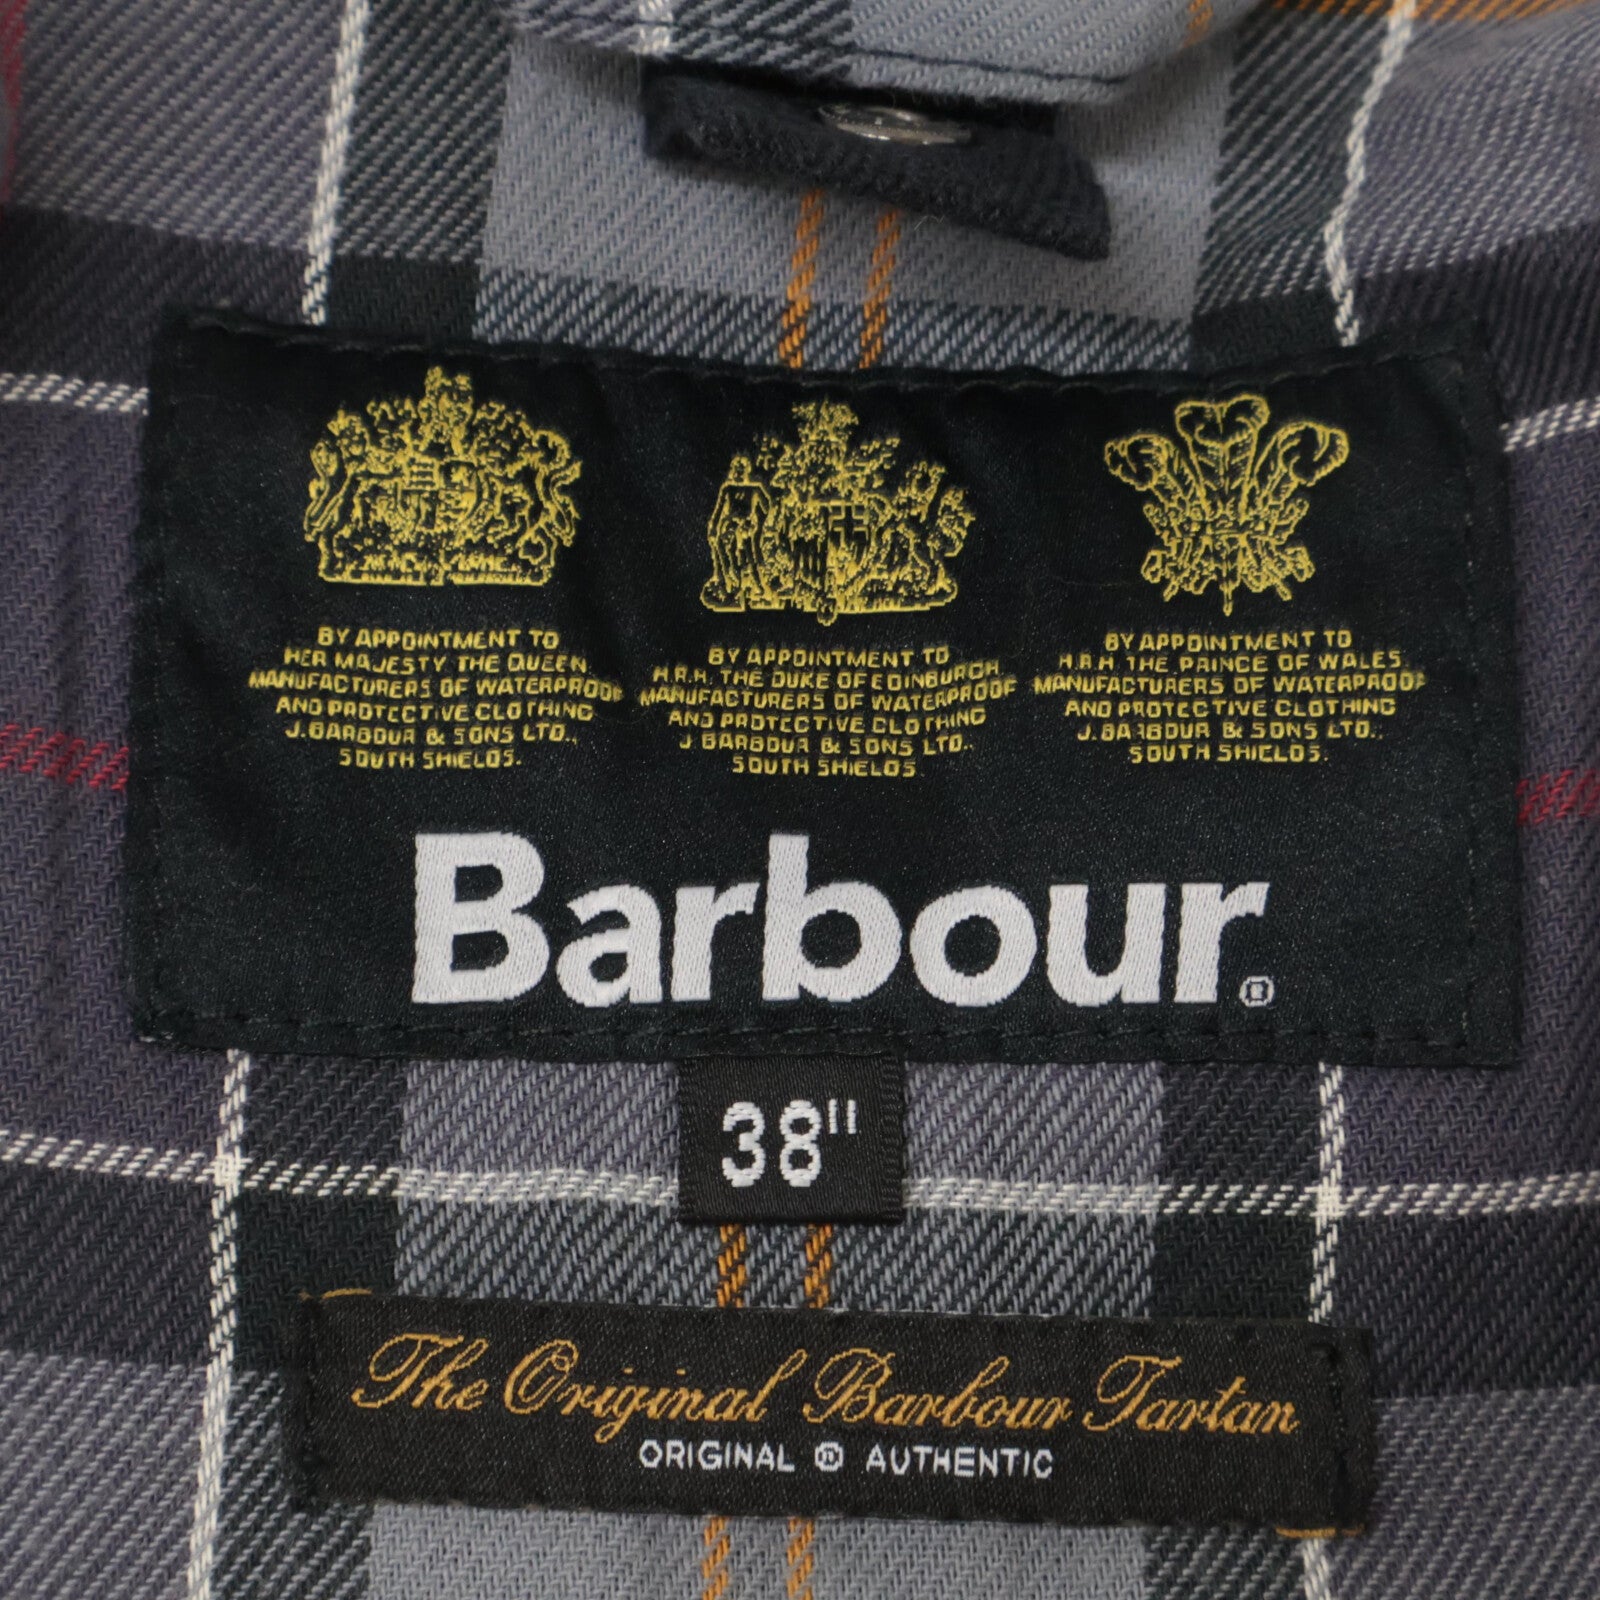 BY APPOINTMENT TO
HER MAJESTY THE QUEEN
MANUFACTURERS OF WATERPROOF
AND PROTECTIVE CLOTHING
J. BARBOUR & SONS LTD.,
SOUTH SHIELDS.
BY APPOINTMENT TO
H.R.H. THE DUKE OF EDINBURGH
MANUFACTURERS OF WATERPROOF
AND PROTECTIVE CLOTHING
J BARBOUR & SONS LTD.
SOUTH SHIELDS
BY APPOINTMENT TO
H.R.H THE PRINCE OF WALES
MANUFACTURERS OF WATERPROOF
AND PROTECTIVE CLOTHING
J. BARBOUR & SONS LTD.,
SOUTH SHIELDS.
Barbour®
38"
The Original Barbour Tartan
ORIGINAL ® AUTHENTIC